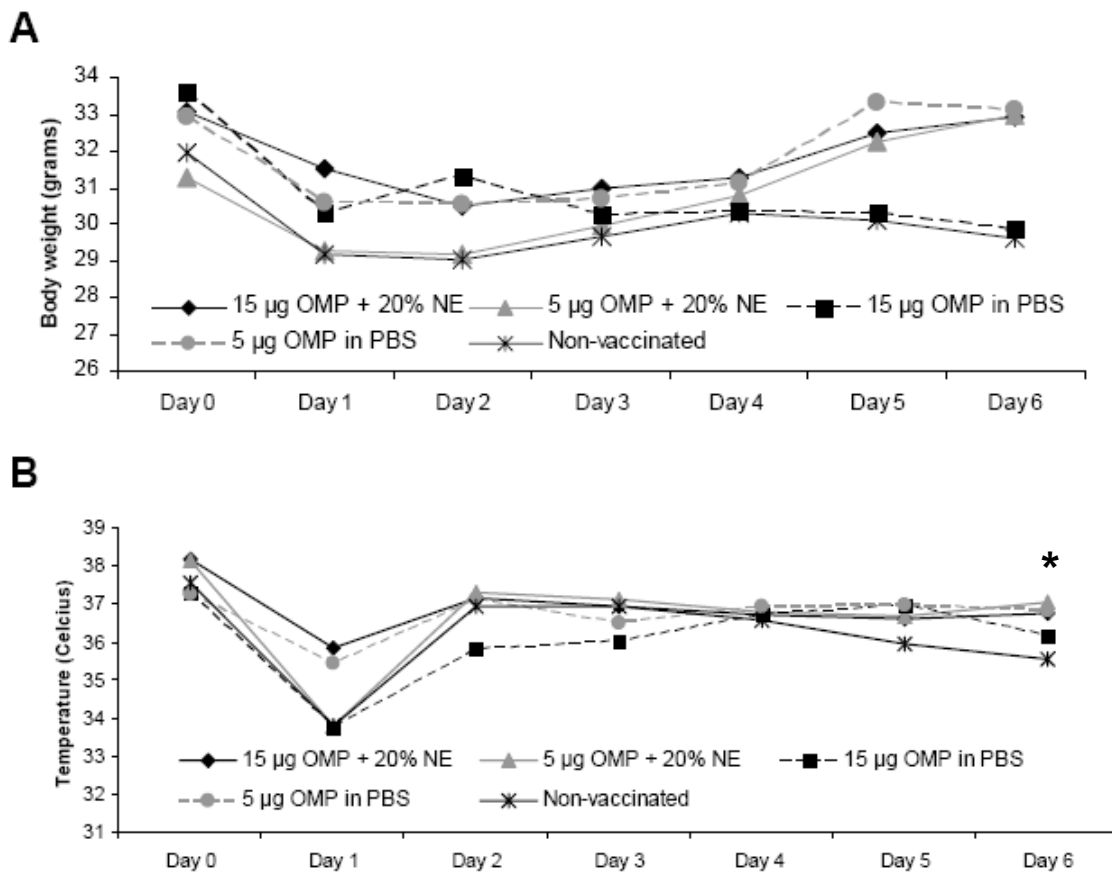 A
34
33
32
31
30
29
28
27
26
Body weight (grams)
15 µg OMP + 20% NE 5 µg OMP + 20% NE 15 µg OMP in PBS
5 µg OMP in PBS Non-vaccinated
Day 0 Day 1 Day 2 Day 3 Day 4 Day 5 Day 6
B
39
38
37
36
35
34
33
32
31
Temperature (Celcius)
*
15 µg OMP + 20% NE 5 µg OMP + 20% NE 15 µg OMP in PBS
5 µg OMP in PBS Non-vaccinated
Day 0 Day 1 Day 2 Day 3 Day 4 Day 5 Day 6